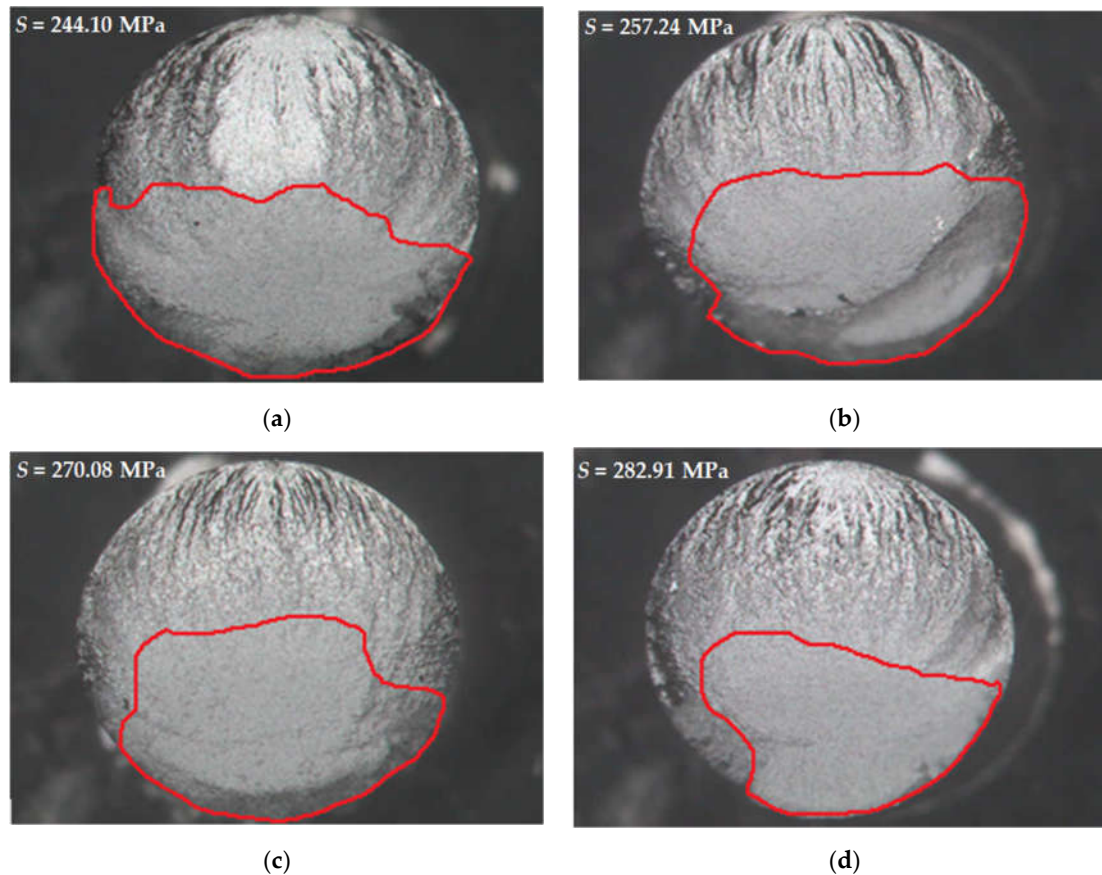 S = 244.10 MPa
S = 257.24 MPa
(a)
(b)
S = 270.08 MPa
S = 282.91 MPa
(c)
(d)